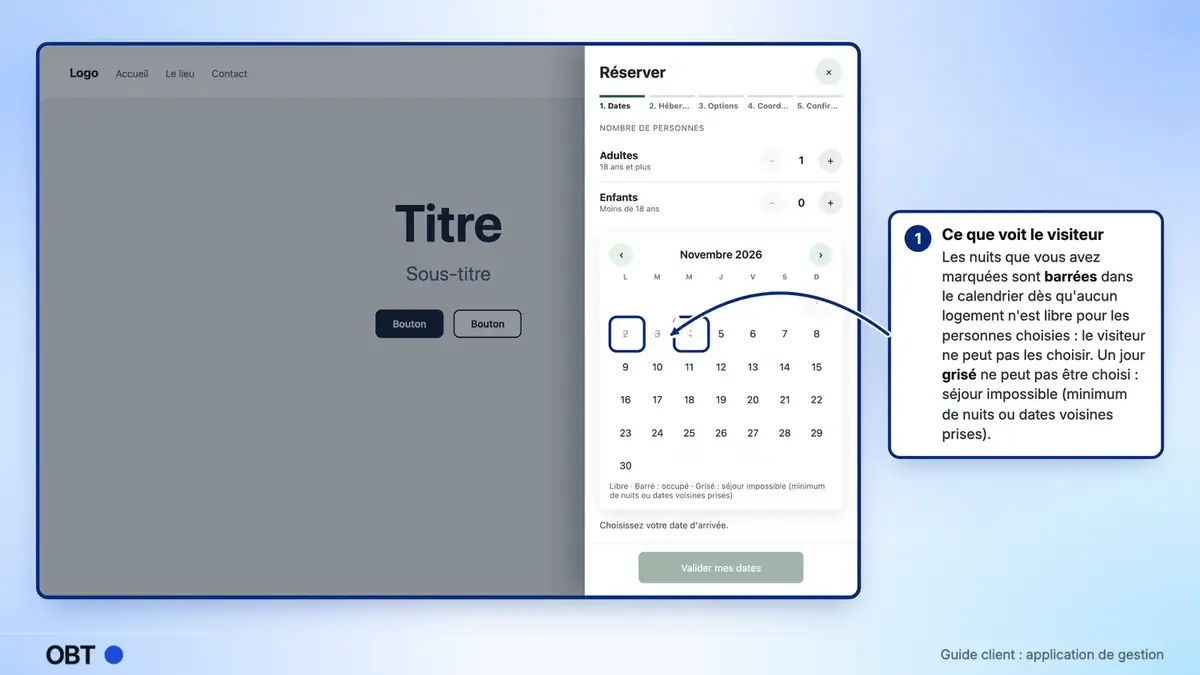 Logo Accueil Le lieu Contact
Titre
Sous-titre
Bouton Bouton
Réserver
×
1. Dates 2. Héber... 3. Options 4. Coord... 5. Confir...
NOMBRE DE PERSONNES
Adultes
18 ans et plus
− 1 +
Enfants
Moins de 18 ans
− 0 +
‹ Novembre 2026 ›
L M M J V S D
2 3 5 6 7 8
9 10 11 12 13 14 15
16 17 18 19 20 21 22
23 24 25 26 27 28 29
30
Libre · Barré : occupé · Grisé : séjour impossible (minimum
de nuits ou dates voisines prises)
Choisissez votre date d'arrivée.
Valider mes dates
1 Ce que voit le visiteur
Les nuits que vous avez
marquées sont barrées dans
le calendrier dès qu'aucun
logement n'est libre pour les
personnes choisies : le visiteur
ne peut pas les choisir. Un jour
grisé ne peut pas être choisi :
séjour impossible (minimum
de nuits ou dates voisines
prises).
OBT
Guide client : application de gestion